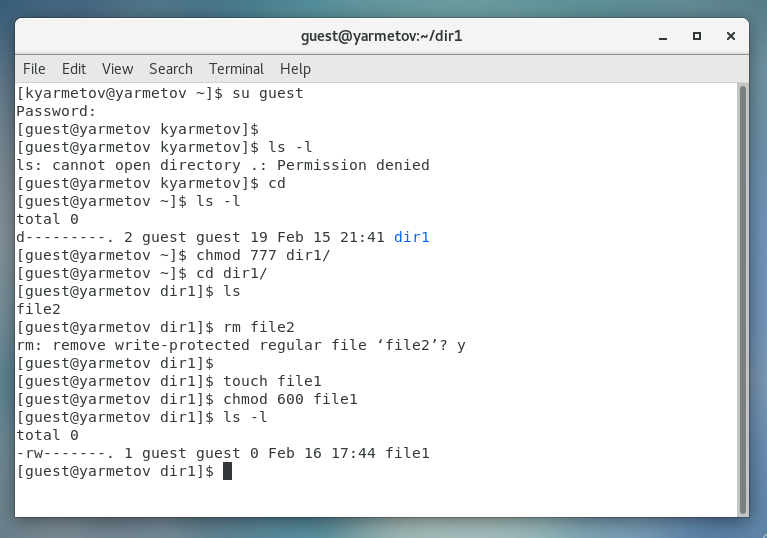 guest@yarmetov:~/dir1
File Edit View Search Terminal Help
[kyarmetov@yarmetov ~]$ su guest
Password:
[guest@yarmetov kyarmetov]$
[guest@yarmetov kyarmetov]$ ls -l
ls: cannot open directory .: Permission denied
[guest@yarmetov kyarmetov]$ cd
[guest@yarmetov ~]$ ls -l
total 0
d---------. 2 guest guest 19 Feb 15 21:41 dir1
[guest@yarmetov ~]$ chmod 777 dir1/
[guest@yarmetov ~]$ cd dir1/
[guest@yarmetov dir1]$ ls
file2
[guest@yarmetov dir1]$ rm file2
rm: remove write-protected regular file ‘file2’? y
[guest@yarmetov dir1]$
[guest@yarmetov dir1]$ touch file1
[guest@yarmetov dir1]$ chmod 600 file1
[guest@yarmetov dir1]$ ls -l
total 0
-rw-------. 1 guest guest 0 Feb 16 17:44 file1
[guest@yarmetov dir1]$